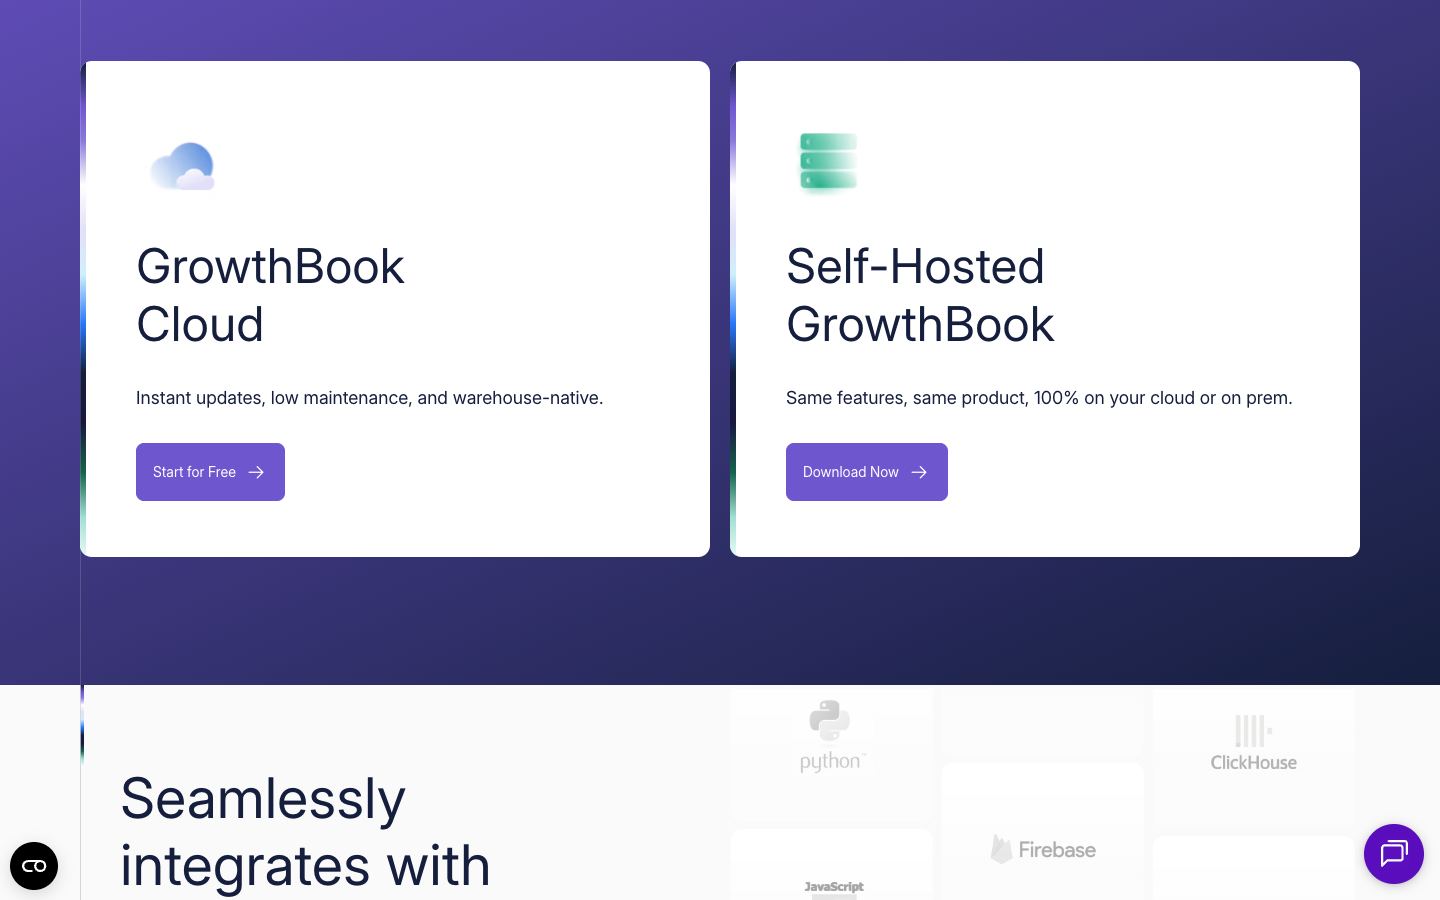 GrowthBook
Cloud
Instant updates, low maintenance, and warehouse-native.
Start for Free
Self-Hosted
GrowthBook
Same features, same product, 100% on your cloud or on prem.
Download Now
Seamlessly
integrates with
python™
ClickHouse
Firebase
JavaScript